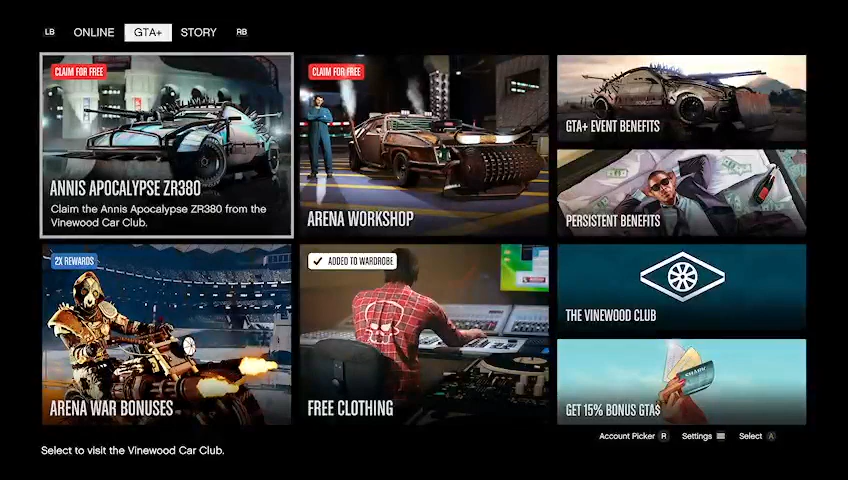 LB ONLINE GTA+ STORY RB
CLAIM FOR FREE
ANNIS APOCALYPSE ZR380
Claim the Annis Apocalypse ZR380 from the
Vinewood Car Club.
CLAIM FOR FREE
ARENA WORKSHOP
GTA+ EVENT BENEFITS
PERSISTENT BENEFITS
2X REWARDS
ARENA WAR BONUSES
ADDED TO WARDROBE
FREE CLOTHING
THE VINEWOOD CLUB
GET 15% BONUS GTA$
Account Picker R Settings Select A
Select to visit the Vinewood Car Club.